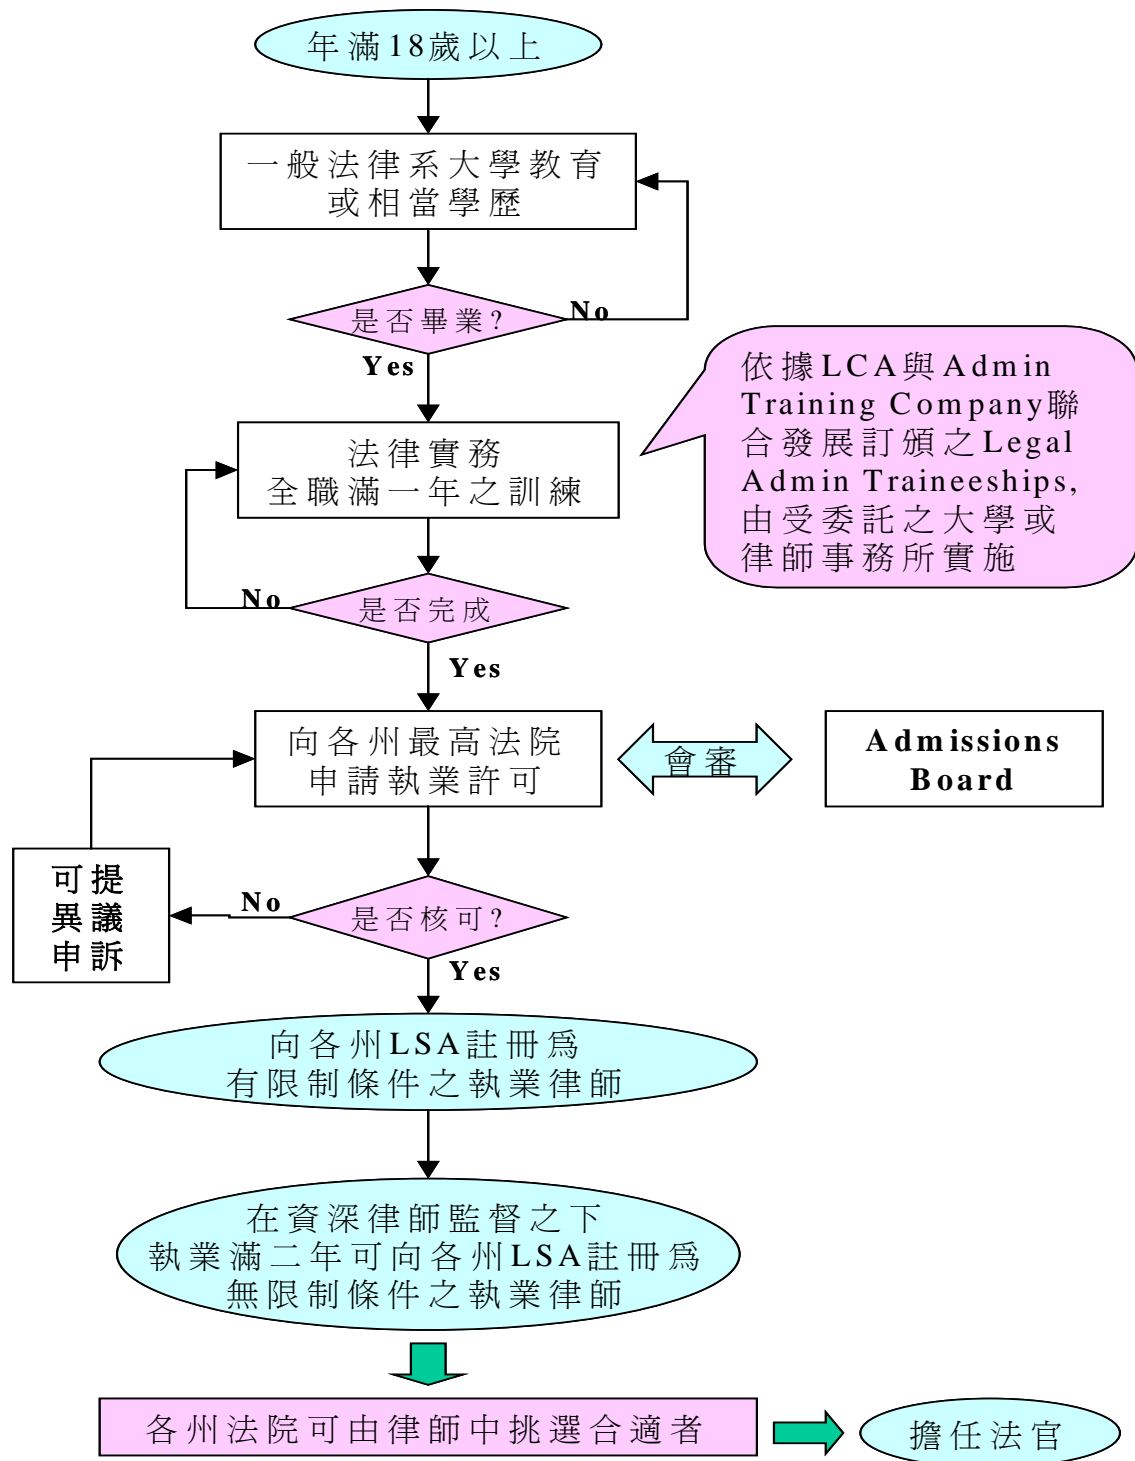 年滿18歲以上
一般法律系大學教育
或相當學歷
是否畢業?
No
Yes
依據LCA與Admin
Training Company聯
合發展訂頒之Legal
Admin Traineeships,
由受委託之大學或
律師事務所實施
法律實務
全職滿一年之訓練
No
是否完成
Yes
向各州最高法院
申請執業許可
會審
Admissions
Board
可提
異議
申訴
No
是否核可?
Yes
向各州LSA註冊爲
有限制條件之執業律師
在資深律師監督之下
執業滿二年可向各州LSA註冊爲
無限制條件之執業律師
各州法院可由律師中挑選合適者
擔任法官